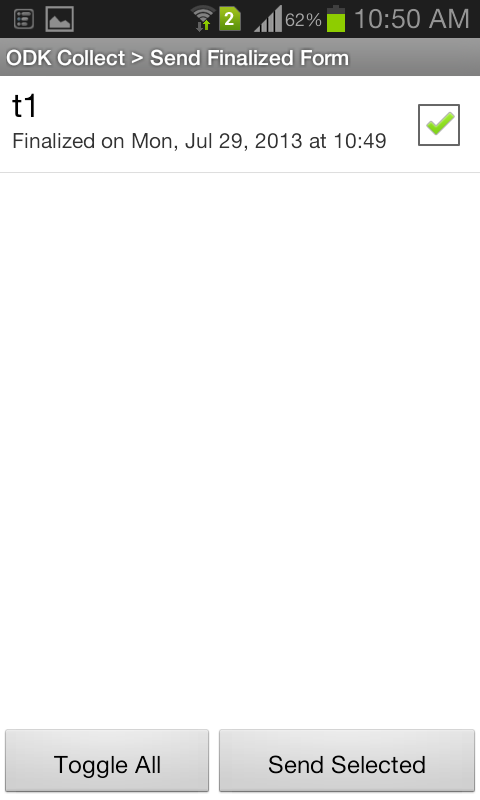 2 62% 10:50 AM
ODK Collect > Send Finalized Form
t1
Finalized on Mon, Jul 29, 2013 at 10:49
Toggle All
Send Selected